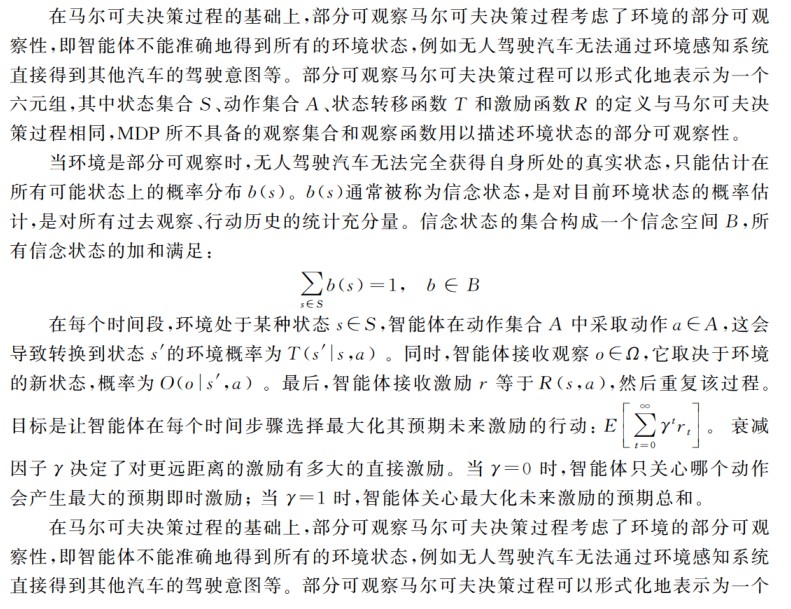 在马尔可夫决策过程的基础上,部分可观察马尔可夫决策过程考虑了环境的部分可观
察性,即智能体不能准确地得到所有的环境状态,例如无人驾驶汽车无法通过环境感知系统
直接得到其他汽车的驾驶意图等。部分可观察马尔可夫决策过程可以形式化地表示为一个
六元组,其中状态集合 S、动作集合 A、状态转移函数 T 和激励函数 R 的定义与马尔可夫决
策过程相同,MDP 所不具备的观察集合和观察函数用以描述环境状态的部分可观察性。
当环境是部分可观察时,无人驾驶汽车无法完全获得自身所处的真实状态,只能估计在
所有可能状态上的概率分布 b(s)。b(s)通常被称为信念状态,是对目前环境状态的概率估
计,是对所有过去观察、行动历史的统计充分量。信念状态的集合构成一个信念空间 B,所
有信念状态的加和满足:
∑_{s∈S} b(s)=1, b∈B
在每个时间段,环境处于某种状态 s∈S,智能体在动作集合 A 中采取动作 a∈A,这会
导致转换到状态 s′的环境概率为 T(s′|s,a)。同时,智能体接收观察 o∈Ω,它取决于环境
的新状态,概率为 O(o|s′,a)。最后,智能体接收激励 r 等于 R(s,a),然后重复该过程。
目标是让智能体在每个时间步骤选择最大化其预期未来激励的行动:E[∑_{t=0}^{∞} γ^t r_t]。衰减
因子 γ 决定了对更远距离的激励有多大的直接激励。当 γ=0 时,智能体只关心哪个动作
会产生最大的预期即时激励;当 γ=1 时,智能体关心最大化未来激励的预期总和。
在马尔可夫决策过程的基础上,部分可观察马尔可夫决策过程考虑了环境的部分可观
察性,即智能体不能准确地得到所有的环境状态,例如无人驾驶汽车无法通过环境感知系统
直接得到其他汽车的驾驶意图等。部分可观察马尔可夫决策过程可以形式化地表示为一个